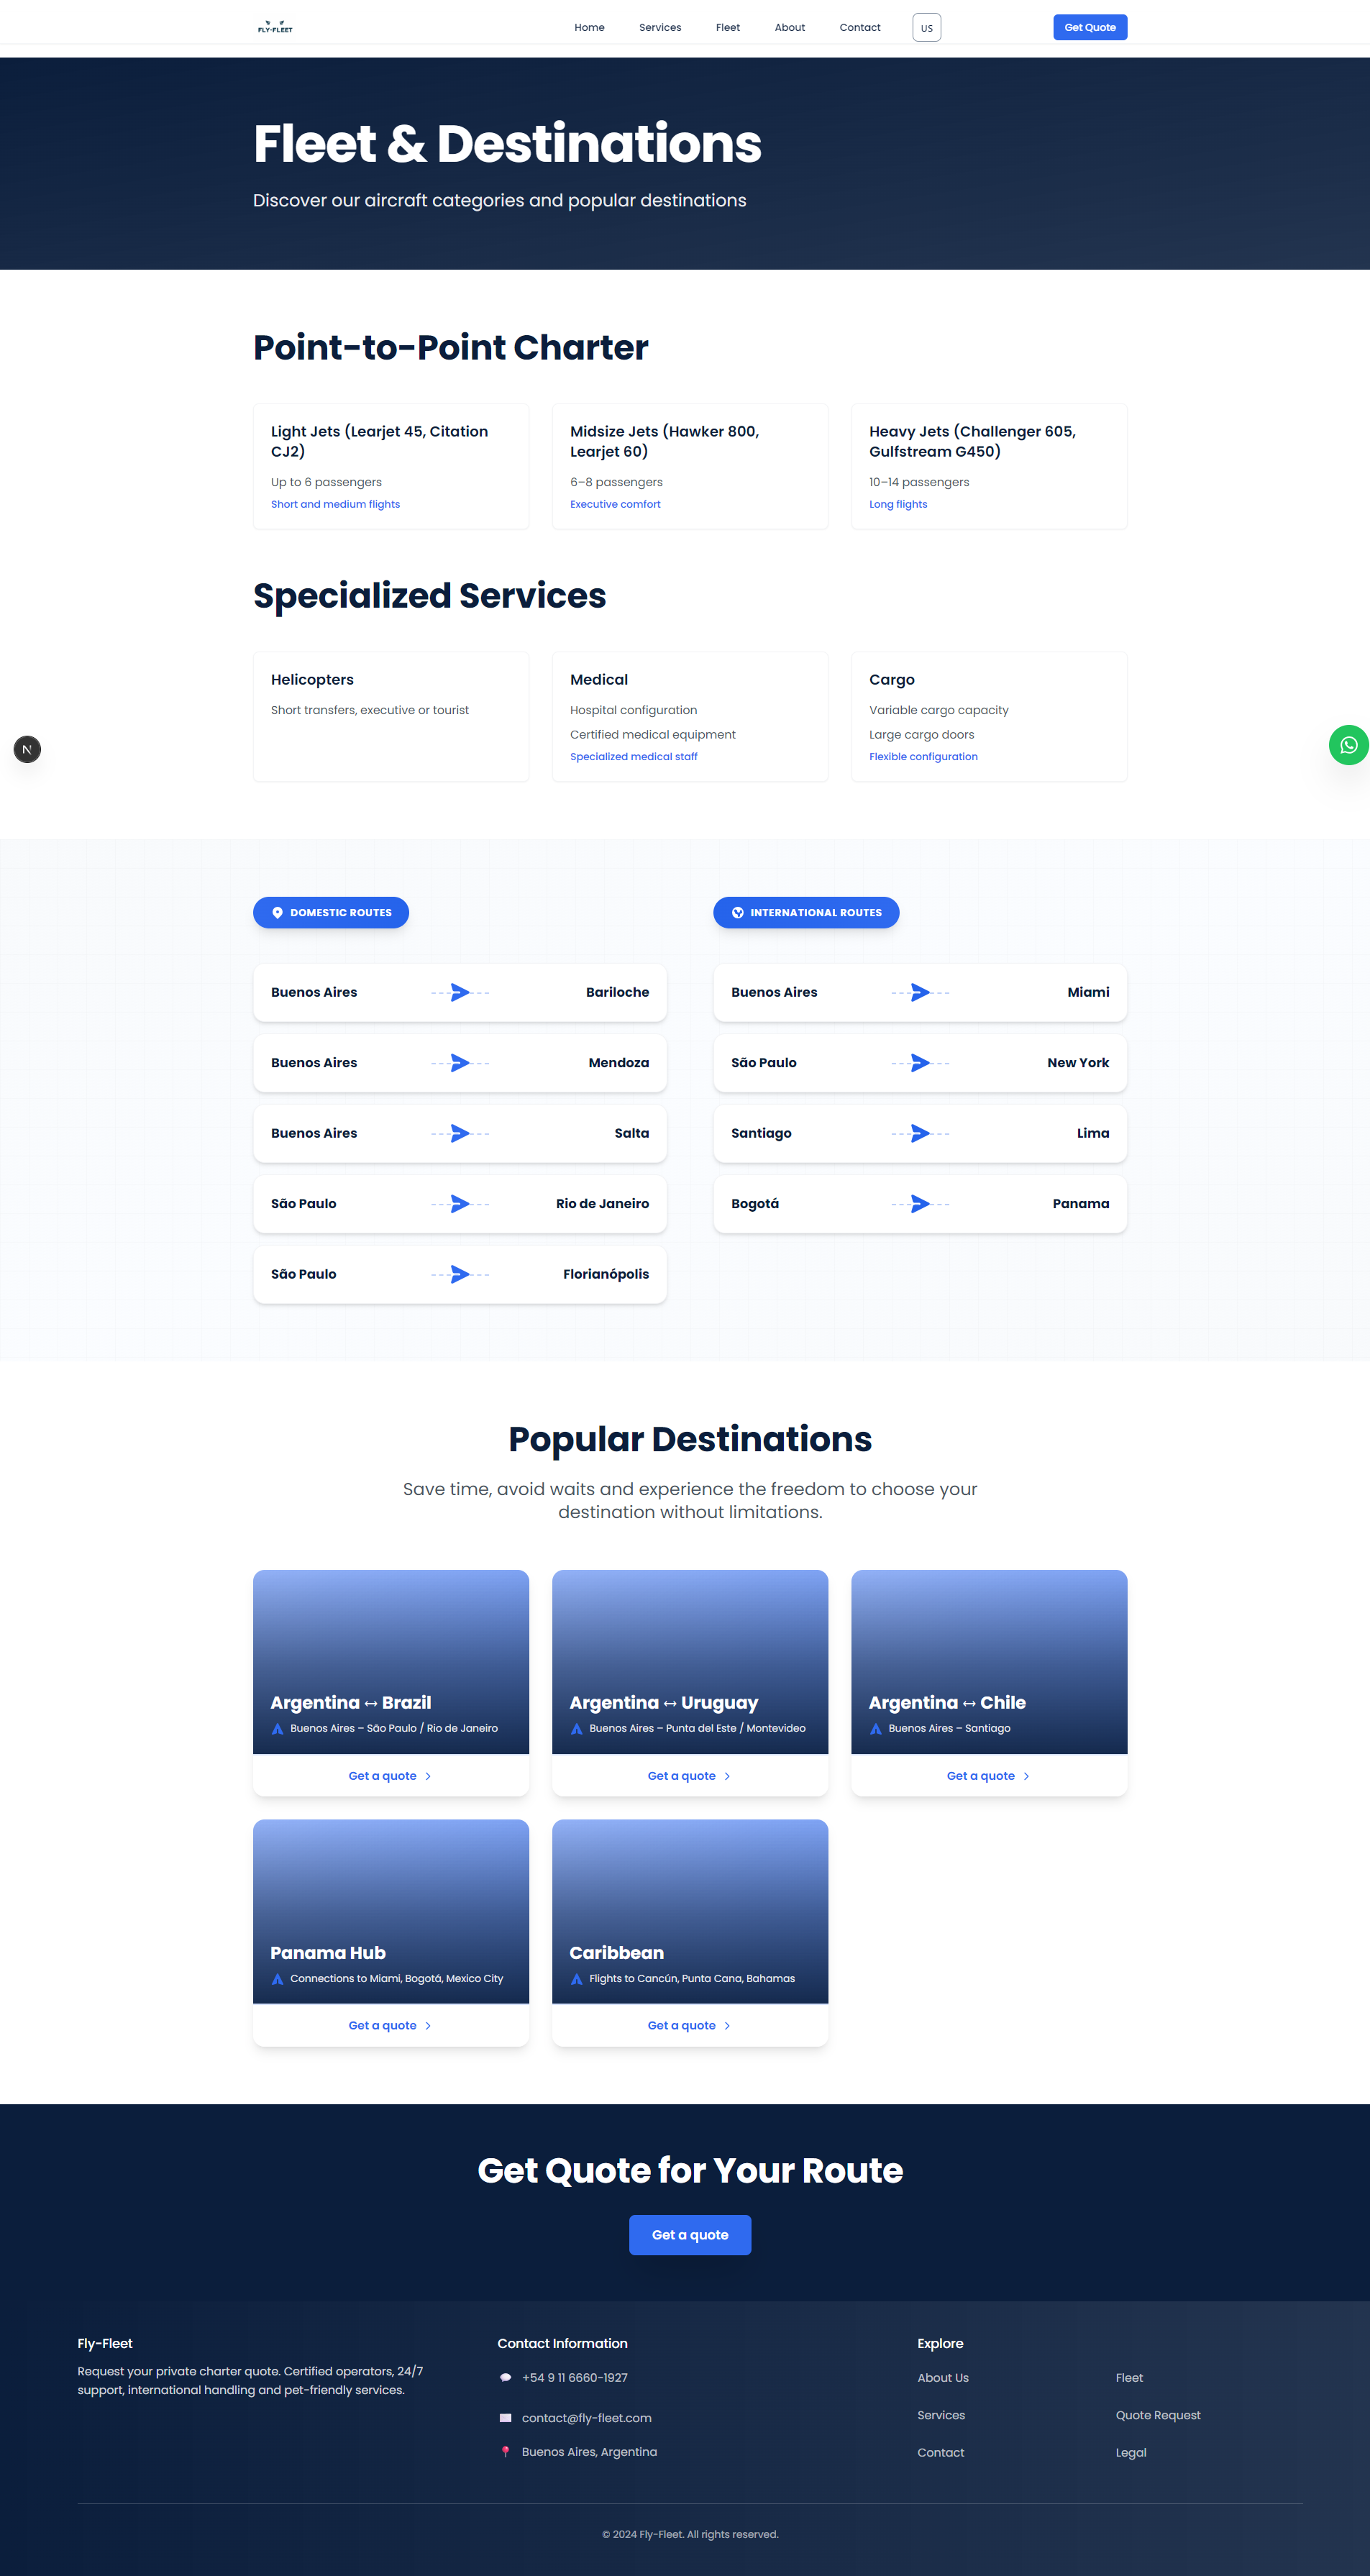 FLY-FLEET
Home
Services
Fleet
About
Contact
US
Get Quote
Fleet & Destinations
Discover our aircraft categories and popular destinations
Point-to-Point Charter
Light Jets (Learjet 45, Citation
CJ2)
Up to 6 passengers
Short and medium flights
Midsize Jets (Hawker 800,
Learjet 60)
6–8 passengers
Executive comfort
Heavy Jets (Challenger 605,
Gulfstream G450)
10–14 passengers
Long flights
Specialized Services
Helicopters
Short transfers, executive or tourist
Medical
Hospital configuration
Certified medical equipment
Specialized medical staff
Cargo
Variable cargo capacity
Large cargo doors
Flexible configuration
N
DOMESTIC ROUTES
Buenos Aires
Bariloche
Buenos Aires
Mendoza
Buenos Aires
Salta
São Paulo
Rio de Janeiro
São Paulo
Florianópolis
INTERNATIONAL ROUTES
Buenos Aires
Miami
São Paulo
New York
Santiago
Lima
Bogotá
Panama
Popular Destinations
Save time, avoid waits and experience the freedom to choose your
destination without limitations.
Argentina ↔ Brazil
Buenos Aires – São Paulo / Rio de Janeiro
Get a quote
Argentina ↔ Uruguay
Buenos Aires – Punta del Este / Montevideo
Get a quote
Argentina ↔ Chile
Buenos Aires – Santiago
Get a quote
Panama Hub
Connections to Miami, Bogotá, Mexico City
Get a quote
Caribbean
Flights to Cancún, Punta Cana, Bahamas
Get a quote
Get Quote for Your Route
Get a quote
Fly-Fleet
Request your private charter quote. Certified operators, 24/7
support, international handling and pet-friendly services.
Contact Information
+54 9 11 6660-1927
contact@fly-fleet.com
Buenos Aires, Argentina
Explore
About Us
Fleet
Services
Quote Request
Contact
Legal
© 2024 Fly-Fleet. All rights reserved.